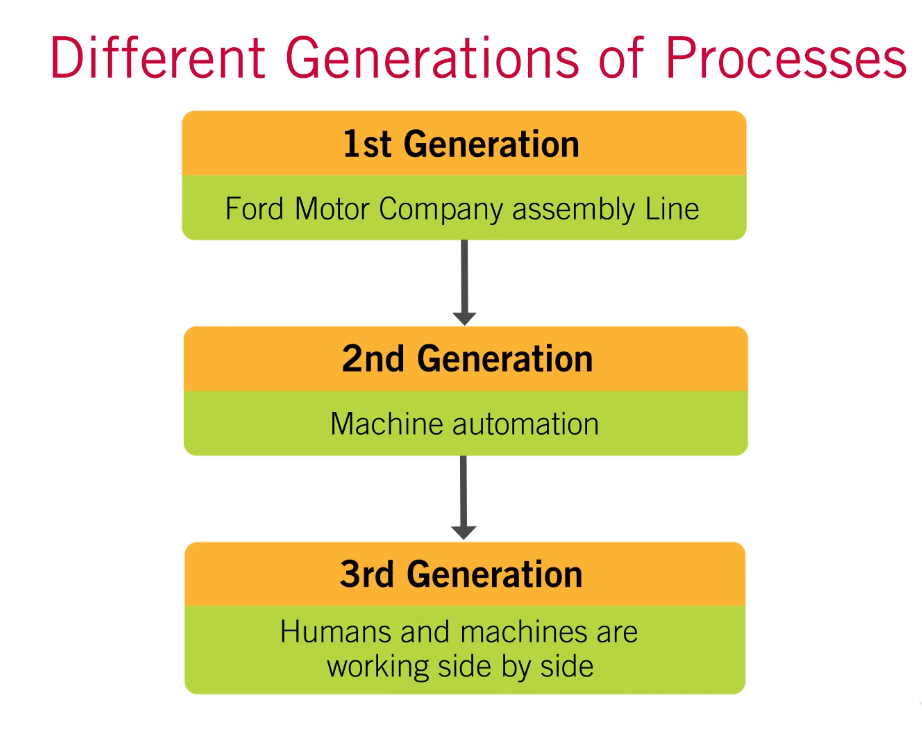 Different Generations of Processes
1st Generation
Ford Motor Company assembly Line
2nd Generation
Machine automation
3rd Generation
Humans and machines are
working side by side